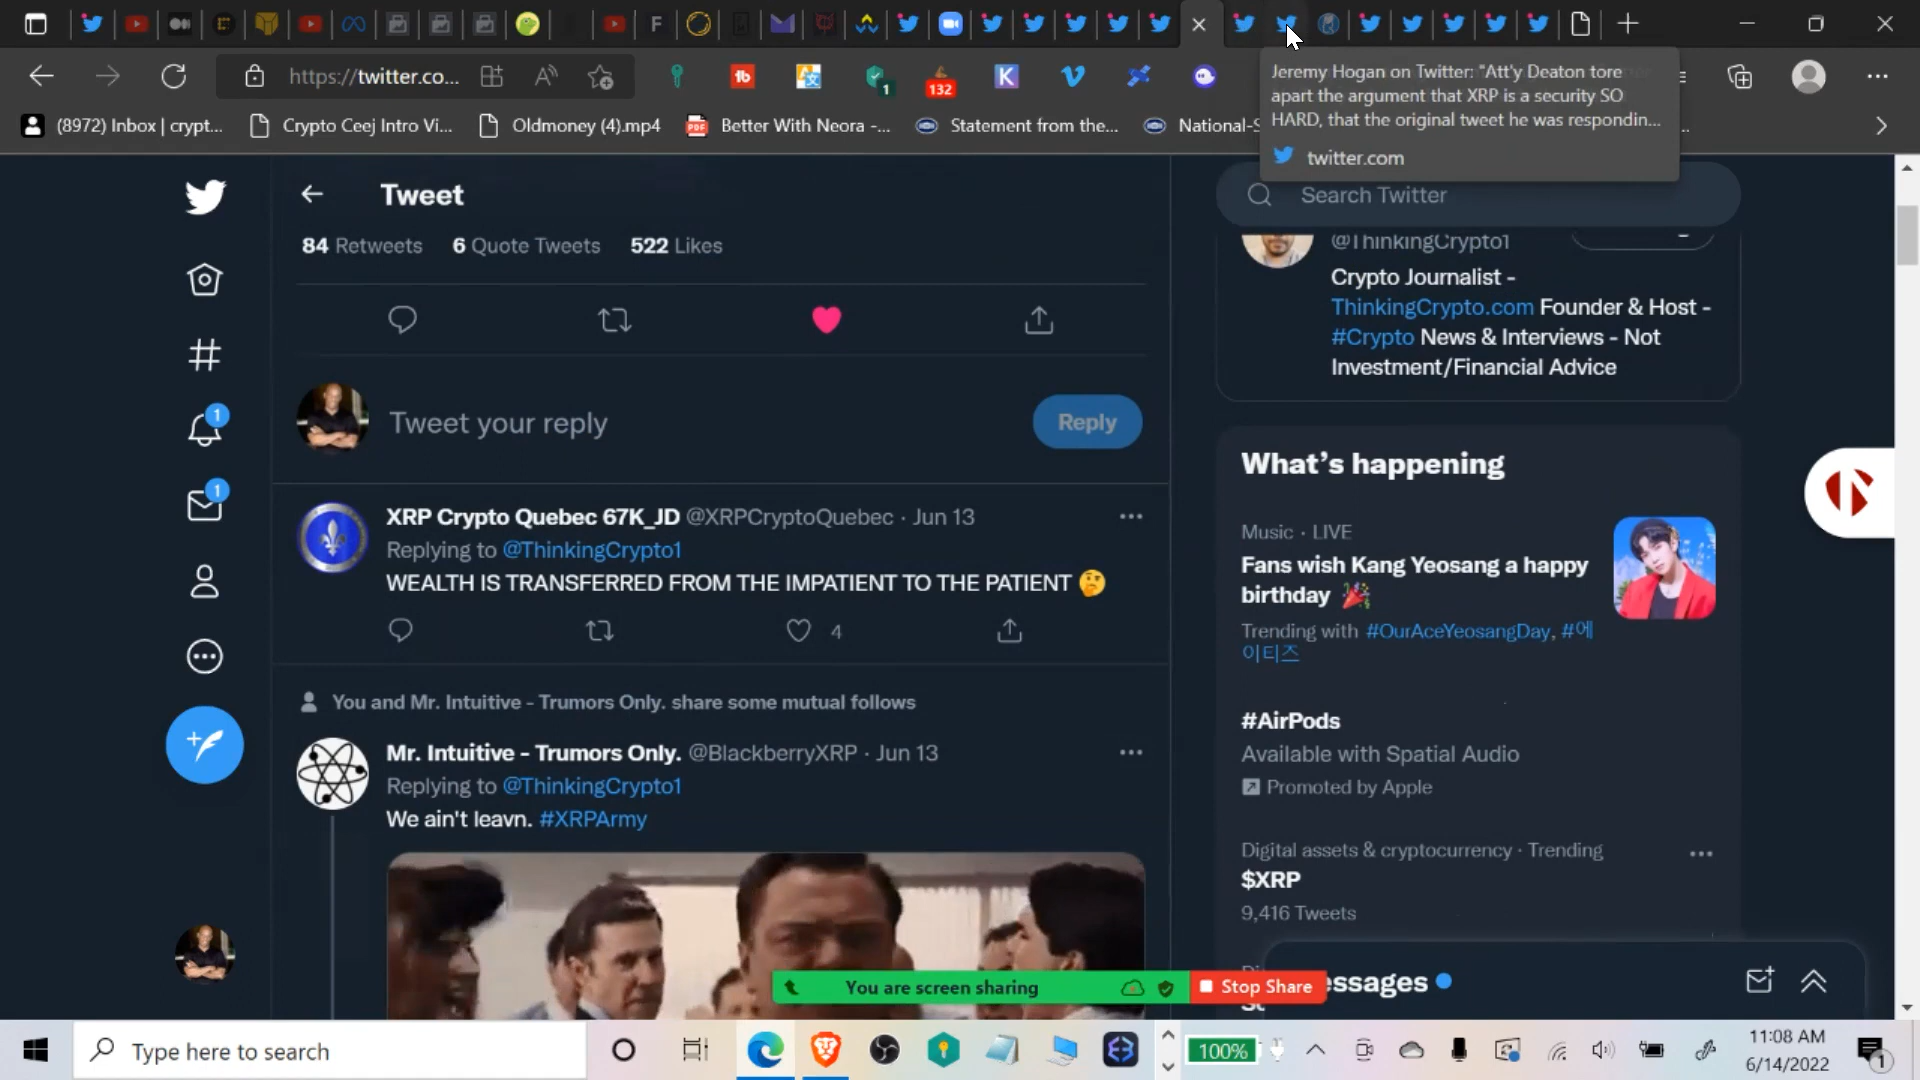 https://twitter.co...
1
132
Jeremy Hogan on Twitter: "Att'y Deaton tore
apart the argument that XRP is a security SO
HARD, that the original tweet he was respondin...
twitter.com
(8972) Inbox | crypt...
Crypto Ceej Intro Vi...
Oldmoney (4).mp4
Better With Neora -...
Statement from the...
National-S
Tweet
84 Retweets 6 Quote Tweets 522 Likes
Tweet your reply
Reply
XRP Crypto Quebec 67K_JD @XRPCryptoQuebec · Jun 13
Replying to @ThinkingCrypto1
WEALTH IS TRANSFERRED FROM THE IMPATIENT TO THE PATIENT 🤔
4
You and Mr. Intuitive - Trumors Only. share some mutual follows
Mr. Intuitive - Trumors Only. @BlackberryXRP · Jun 13
Replying to @ThinkingCrypto1
We ain't leavn. #XRPArmy
1
1
Search Twitter
@ThinkingCrypto1
Crypto Journalist -
ThinkingCrypto.com Founder & Host -
#Crypto News & Interviews - Not
Investment/Financial Advice
What's happening
Music · LIVE
Fans wish Kang Yeosang a happy
birthday 🎉
Trending with #OurAceYeosangDay, #에
이티즈
#AirPods
Available with Spatial Audio
Promoted by Apple
Digital assets & cryptocurrency · Trending
$XRP
9,416 Tweets
essages
You are screen sharing
Stop Share
Type here to search
100%
11:08 AM
6/14/2022
1